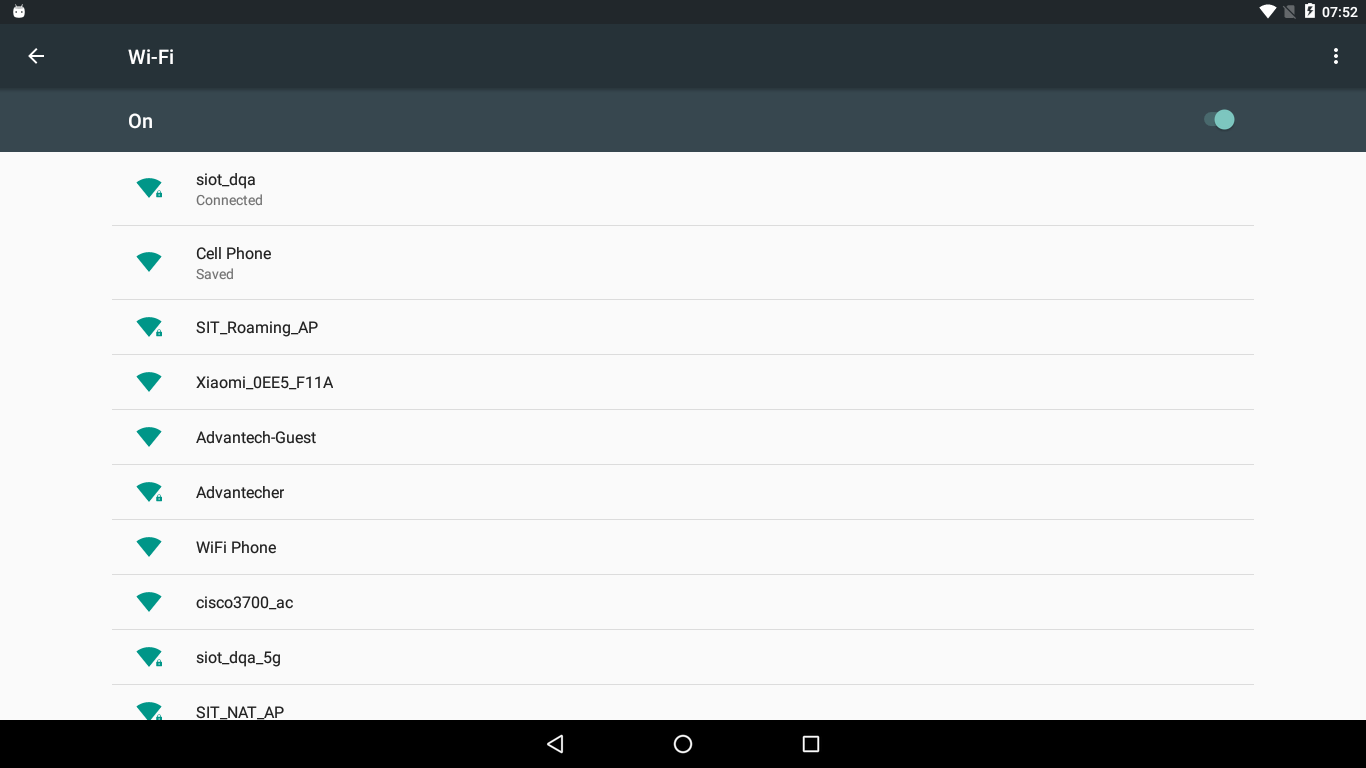 07:52
Wi-Fi
On
siot_dqa
Connected
Cell Phone
Saved
SIT_Roaming_AP
Xiaomi_0EE5_F11A
Advantech-Guest
Advantecher
WiFi Phone
cisco3700_ac
siot_dqa_5g
SIT_NAT_AP